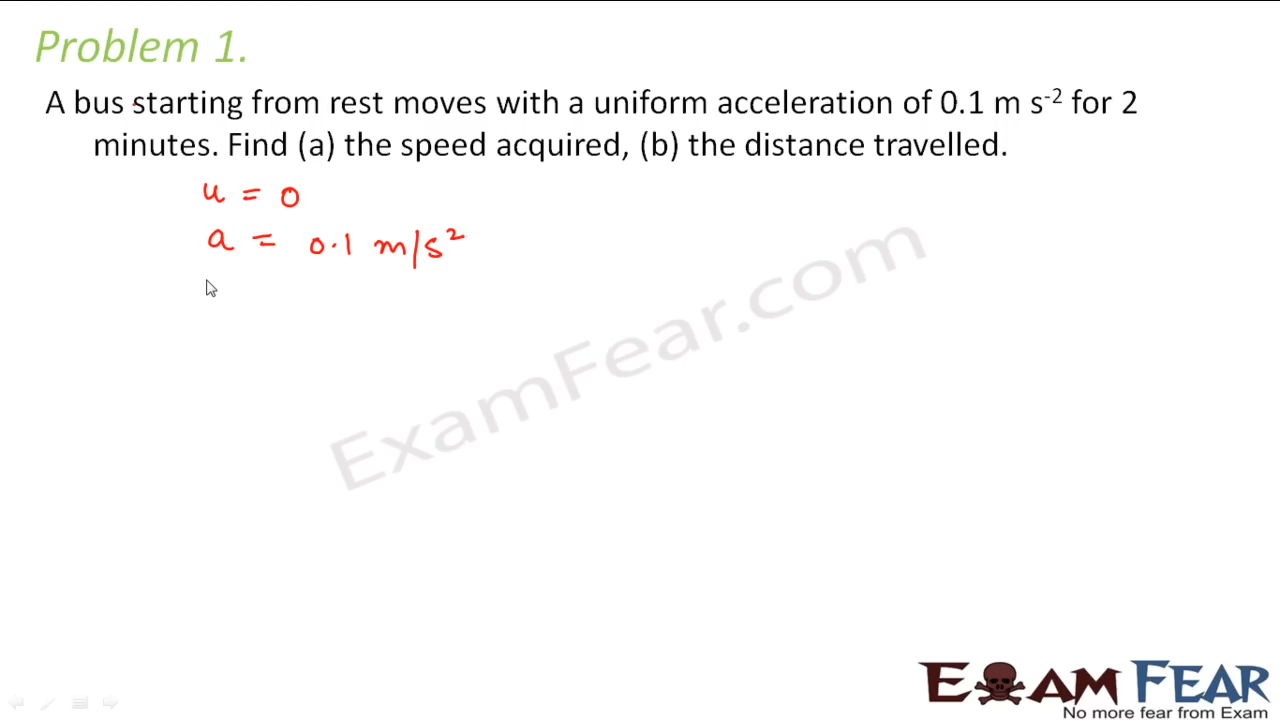 Problem 1.
A bus starting from rest moves with a uniform acceleration of 0.1 m s⁻² for 2
minutes. Find (a) the speed acquired, (b) the distance travelled.
u = 0
a = 0.1 m/s²
ExamFear.com
EXAM FEAR
No more fear from Exam